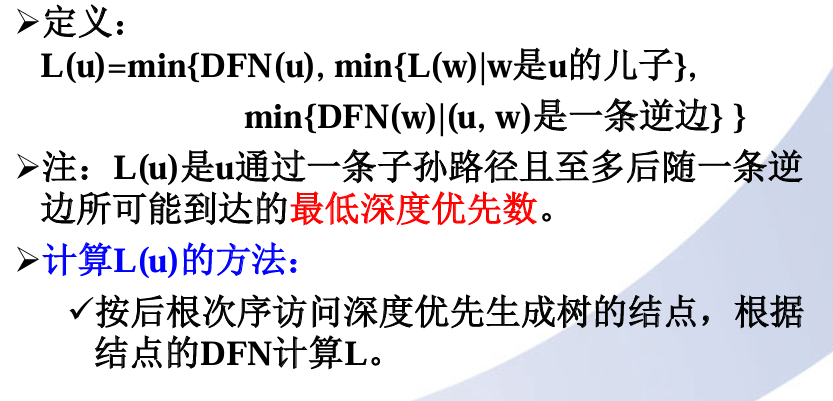 ➢定义：
L(u)=min{DFN(u), min{L(w)|w是u的儿子},
min{DFN(w)|(u, w)是一条逆边} }
➢注：L(u)是u通过一条子孙路径且至多后随一条逆
边所可能到达的最低深度优先数。
➢计算L(u)的方法：
✓按后根次序访问深度优先生成树的结点，根据
结点的DFN计算L。